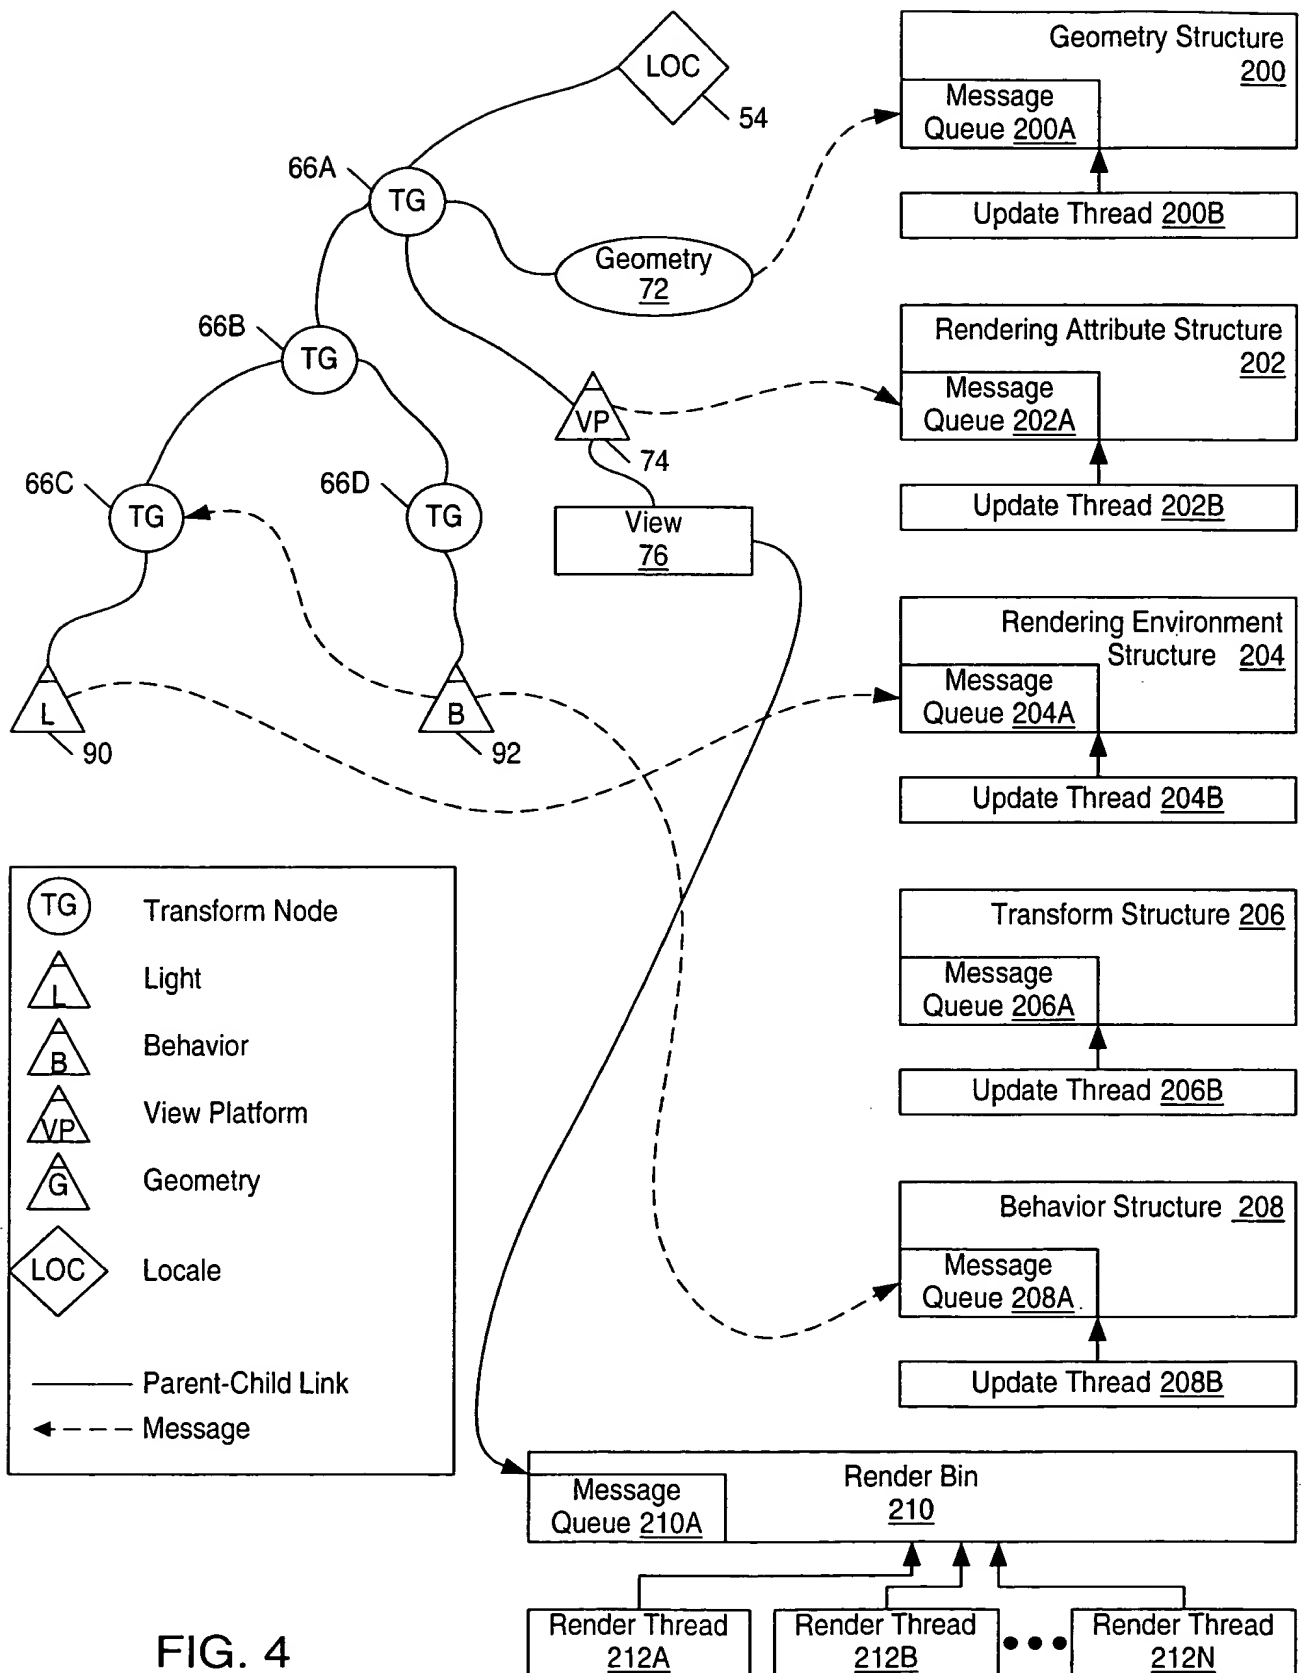 LOC
54
Geometry Structure
200
Message
Queue 200A
Update Thread 200B
66A
TG
Geometry
72
66B
TG
Rendering Attribute Structure
202
Message
Queue 202A
Update Thread 202B
VP
74
66C
TG
66D
TG
View
76
Rendering Environment
Structure 204
Message
Queue 204A
Update Thread 204B
L
90
B
92
TG
Transform Node
L
Light
B
Behavior
VP
View Platform
G
Geometry
LOC
Locale
Parent-Child Link
Message
Transform Structure 206
Message
Queue 206A
Update Thread 206B
Behavior Structure 208
Message
Queue 208A
Update Thread 208B
Render Bin
210
Message
Queue 210A
Render Thread
212A
Render Thread
212B
Render Thread
212N
FIG. 4